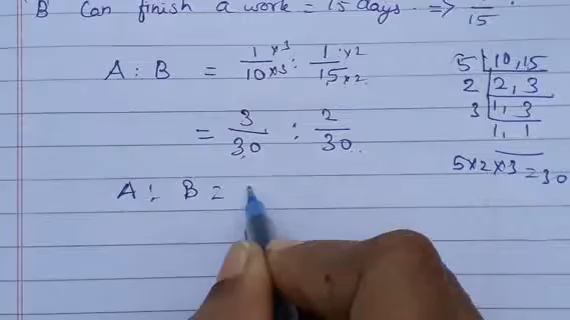 B Can finish a work = 15 days. => 1/15
A : B = 1×3/10×3 : 1×2/15×2
= 3/30 : 2/30
A : B =
5 | 10, 15
2 | 2, 3
3 | 1, 3
1, 1
5×2×3 = 30